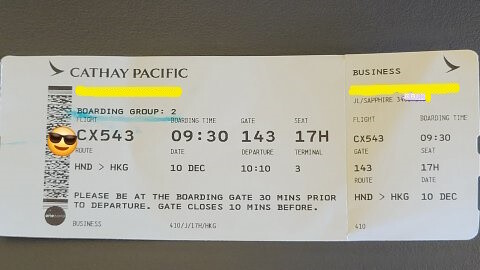 CATHAY PACIFIC
BOARDING GROUP: 2
FLIGHT BOARDING TIME GATE SEAT
CX543 09:30 143 17H
ROUTE DATE DEPARTURE TERMINAL
HND > HKG 10 DEC 10:10 3
PLEASE BE AT THE BOARDING GATE 30 MINS PRIOR
TO DEPARTURE. GATE CLOSES 10 MINS BEFORE.
oneworld
BUSINESS 410/J/17H/HKG
BUSINESS
JL/SAPPHIRE
FLIGHT BOARDING TIME
CX543 09:30
GATE SEAT
143 17H
ROUTE DATE
HND > HKG 10 DEC
410